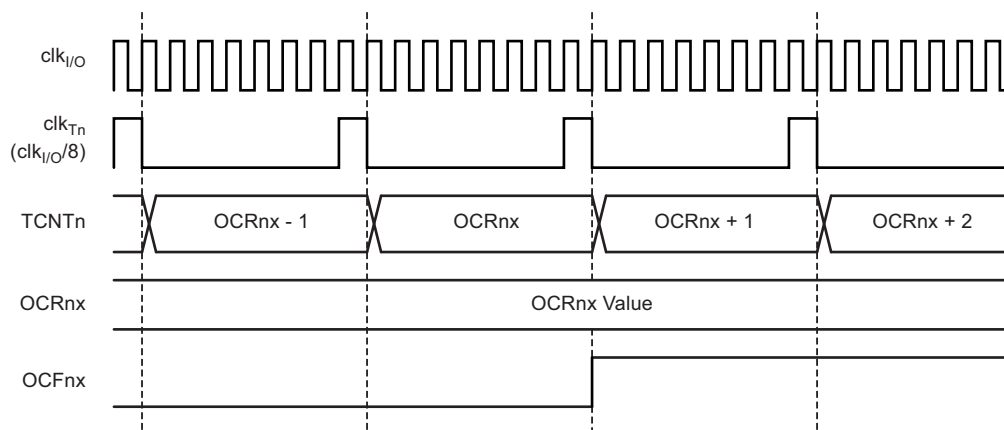 clkI/O
clkTn
(clkI/O/8)
TCNTn OCRnx - 1 OCRnx OCRnx + 1 OCRnx + 2
OCRnx OCRnx Value
OCFnx